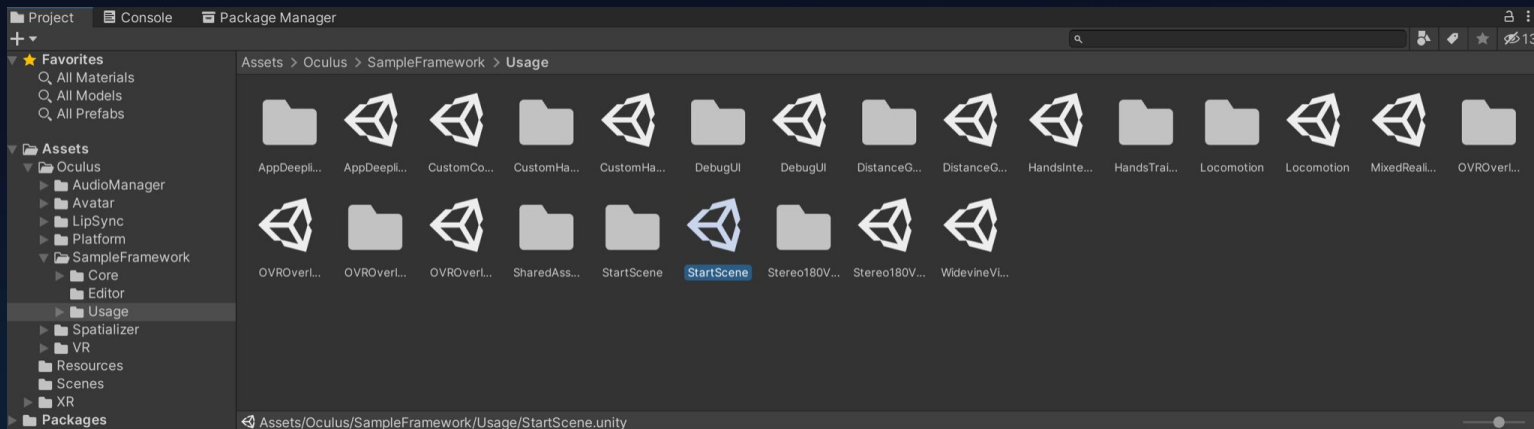 Project Console Package Manager
13
Favorites
All Materials
All Models
All Prefabs
Assets
Oculus
AudioManager
Avatar
LipSync
Platform
SampleFramework
Core
Editor
Usage
Spatializer
VR
Resources
Scenes
XR
Packages
Assets > Oculus > SampleFramework > Usage
AppDeepli... AppDeepli... CustomCo... CustomHa... CustomHa... DebugUI DebugUI DistanceG... DistanceG... HandsInte... HandsTrai... Locomotion Locomotion MixedReali... OVROverl...
OVROverl... OVROverl... OVROverl... SharedAss... StartScene StartScene Stereo180V... Stereo180V... WidevineVi...
Assets/Oculus/SampleFramework/Usage/StartScene.unity